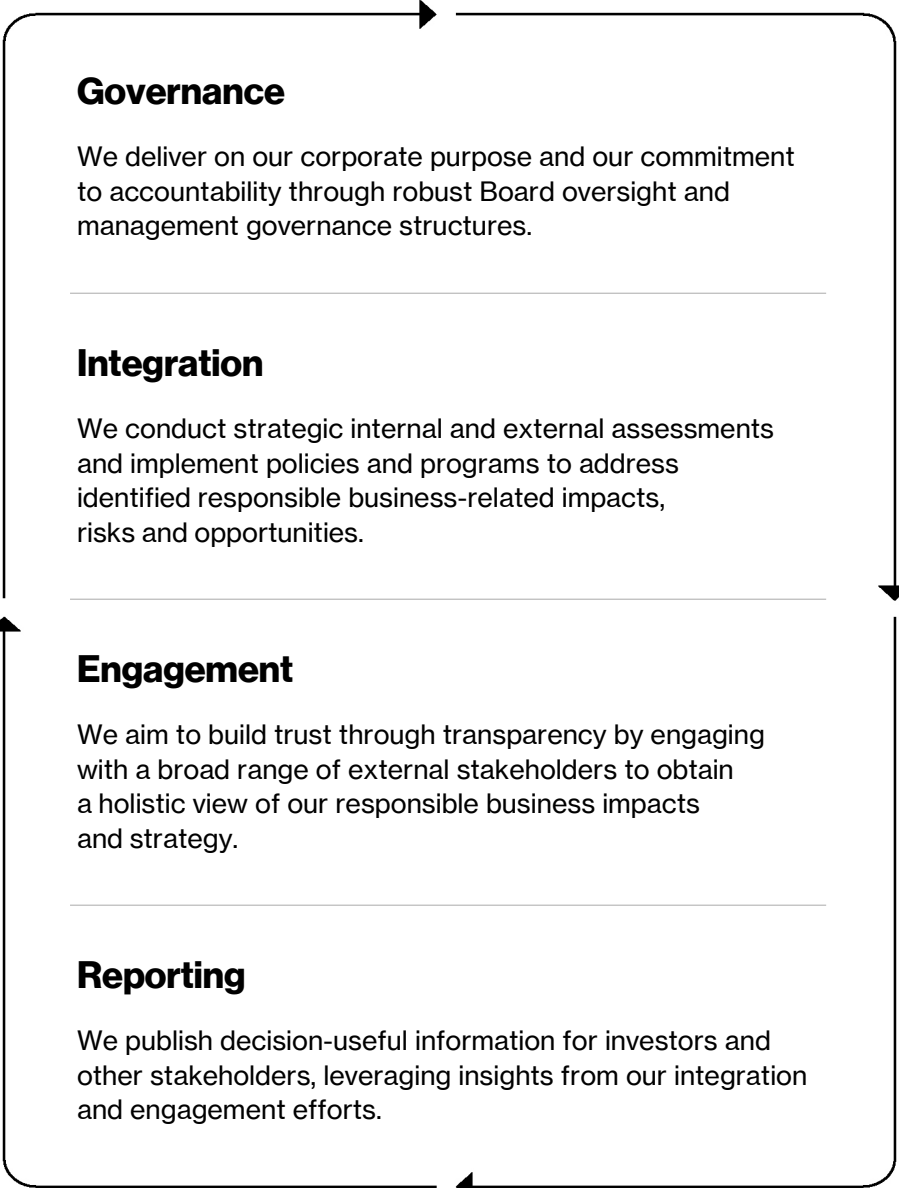 Governance
We deliver on our corporate purpose and our commitment
to accountability through robust Board oversight and
management governance structures.
Integration
We conduct strategic internal and external assessments
and implement policies and programs to address
identified responsible business-related impacts,
risks and opportunities.
Engagement
We aim to build trust through transparency by engaging
with a broad range of external stakeholders to obtain
a holistic view of our responsible business impacts
and strategy.
Reporting
We publish decision-useful information for investors and
other stakeholders, leveraging insights from our integration
and engagement efforts.